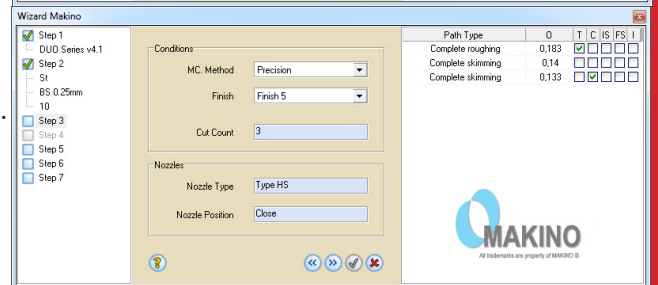 Wizard Makino
Step 1
DUO Series v4.1
Step 2
St
BS 0.25mm
10
Step 3
Step 4
Step 5
Step 6
Step 7
Conditions
MC. Method Precision
Finish Finish 5
Cut Count 3
Nozzles
Nozzle Type Type HS
Nozzle Position Close
Path Type O T C IS FS I
Complete roughing 0,183
Complete skimming 0,14
Complete skimming 0,133
MAKINO
All trademarks are property of MAKINO ©